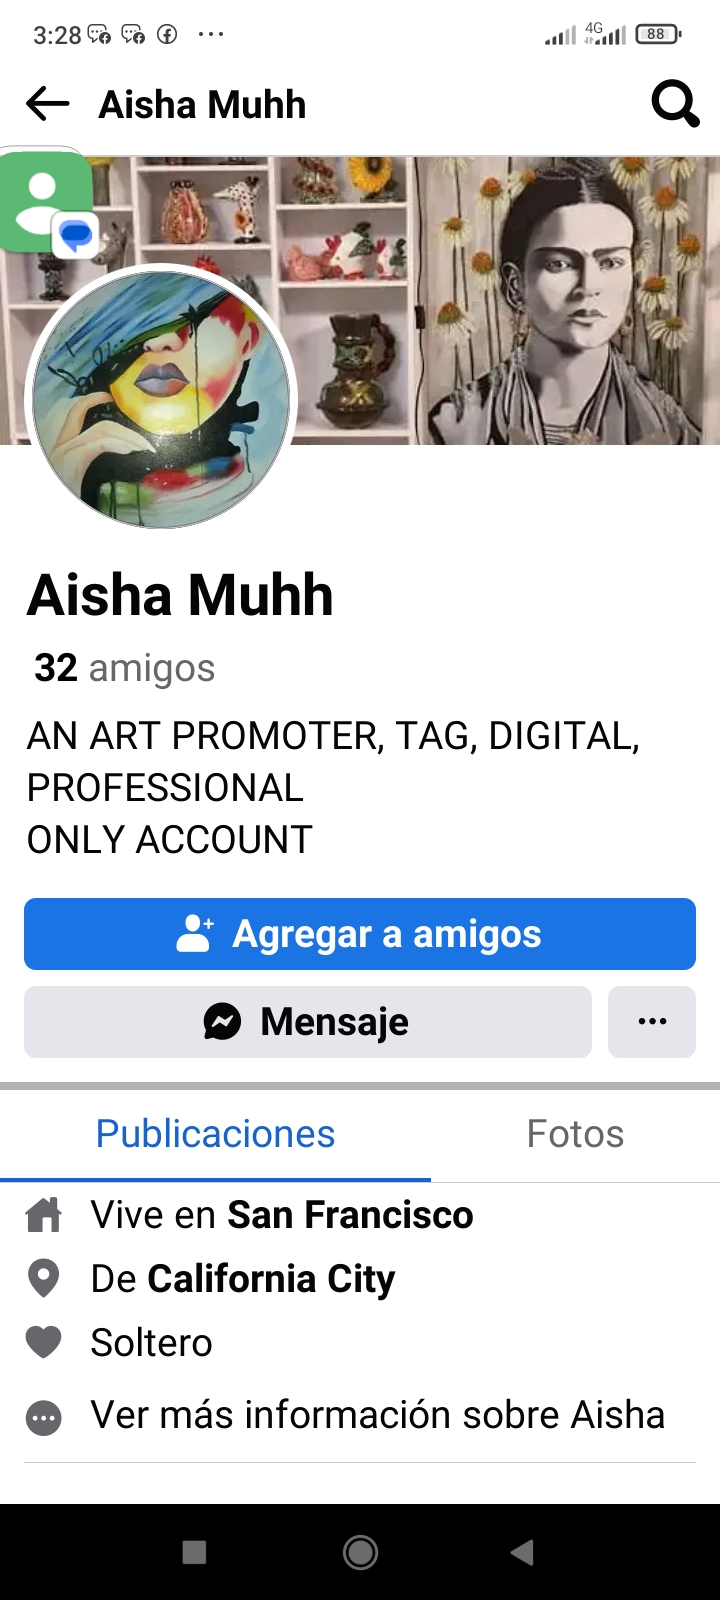 3:28
4G
88
Aisha Muhh
Aisha Muhh
32 amigos
AN ART PROMOTER, TAG, DIGITAL,
PROFESSIONAL
ONLY ACCOUNT
Agregar a amigos
Mensaje
Publicaciones
Fotos
Vive en San Francisco
De California City
Soltero
Ver más información sobre Aisha